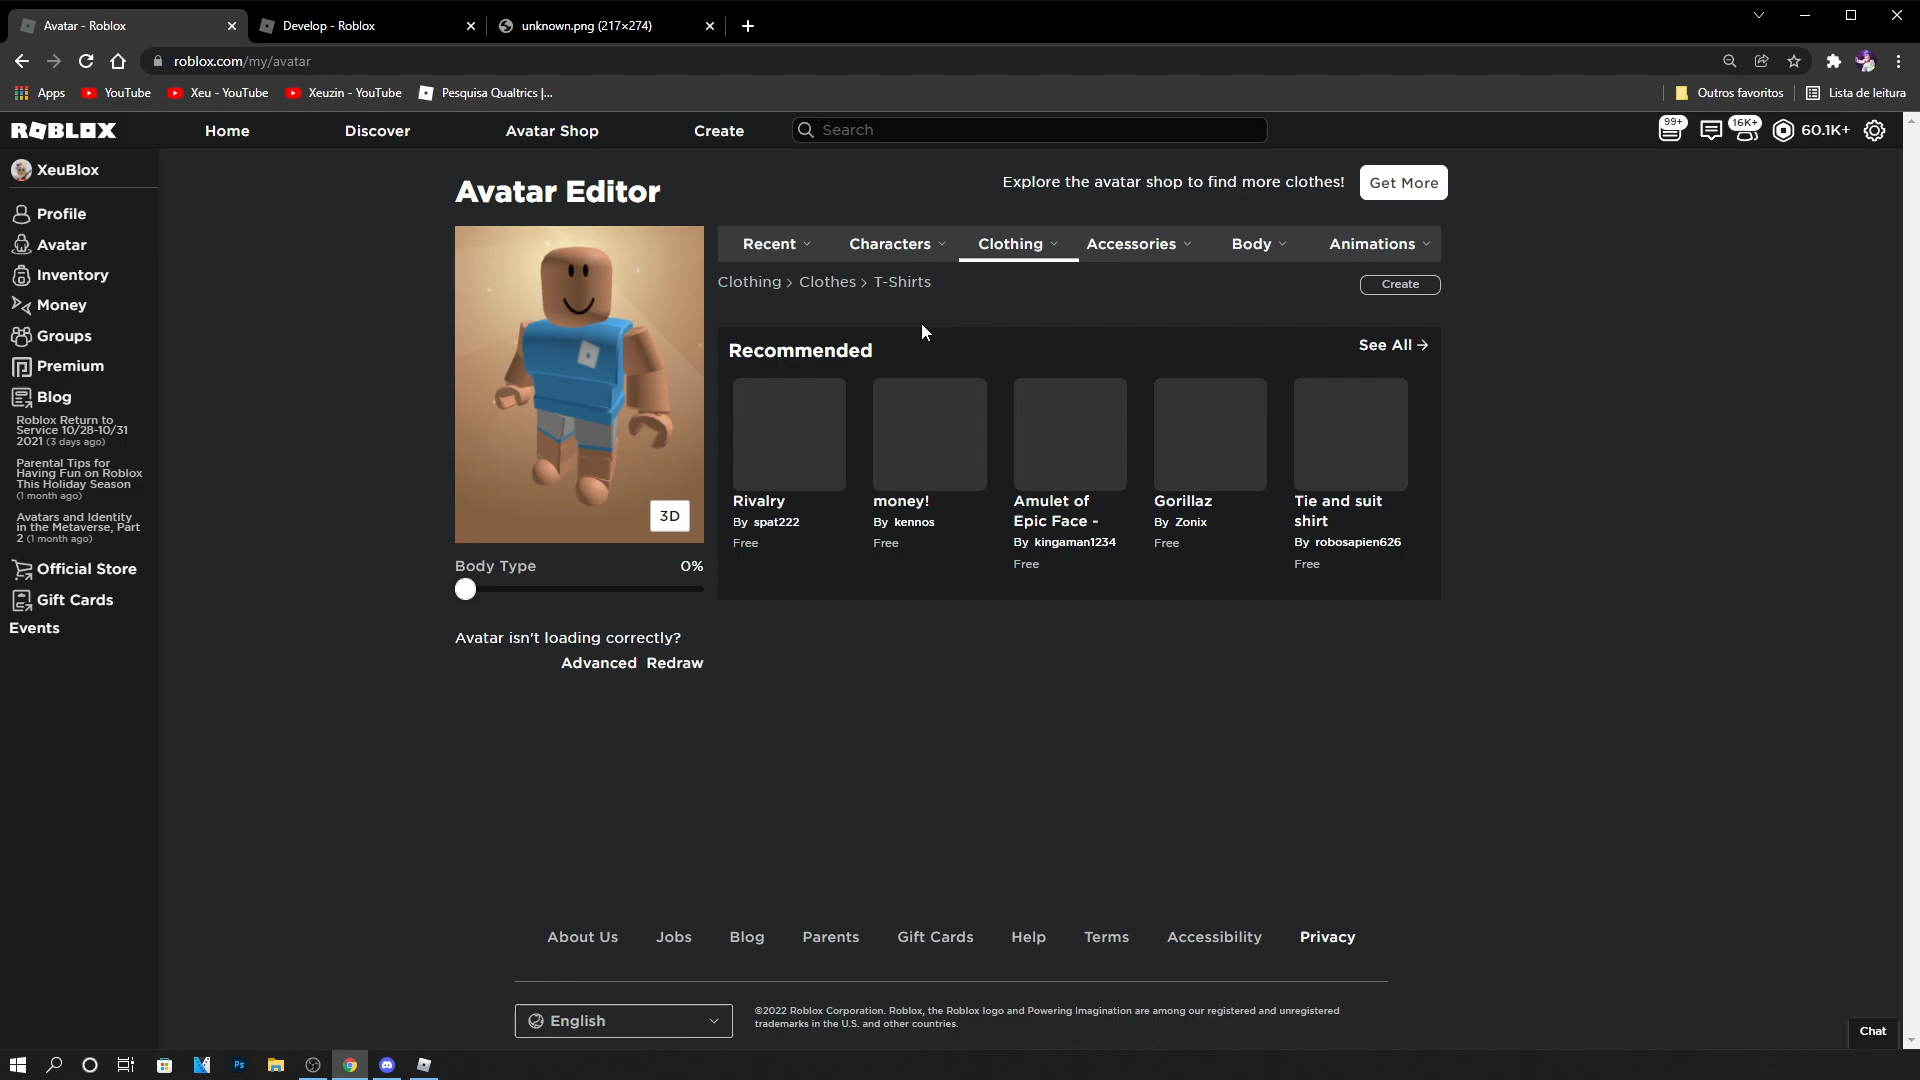 Avatar - Roblox
Develop - Roblox
unknown.png (217×274)
roblox.com/my/avatar
Apps
YouTube
Xeu - YouTube
Xeuzin - YouTube
Pesquisa Qualtrics |...
Outros favoritos
Lista de leitura
ROBLOX
Home
Discover
Avatar Shop
Create
Search
99+
16K+
60.1K+
XeuBlox
Profile
Avatar
Inventory
Money
Groups
Premium
Blog
Roblox Return to
Service 10/28-10/31
2021 (3 days ago)
Parental Tips for
Having Fun on Roblox
This Holiday Season
(1 month ago)
Avatars and Identity
in the Metaverse, Part
2 (1 month ago)
Official Store
Gift Cards
Events
Avatar Editor
Explore the avatar shop to find more clothes!
Get More
3D
Body Type
0%
Avatar isn't loading correctly?
Advanced
Redraw
Recent
Characters
Clothing
Accessories
Body
Animations
Clothing > Clothes > T-Shirts
Create
Recommended
See All →
Rivalry
By spat222
Free
money!
By kennos
Free
Amulet of
Epic Face -
By kingaman1234
Free
Gorillaz
By Zonix
Free
Tie and suit
shirt
By robosapien626
Free
About Us
Jobs
Blog
Parents
Gift Cards
Help
Terms
Accessibility
Privacy
English
©2022 Roblox Corporation. Roblox, the Roblox logo and Powering Imagination are among our registered and unregistered
trademarks in the U.S. and other countries.
Chat
Ps